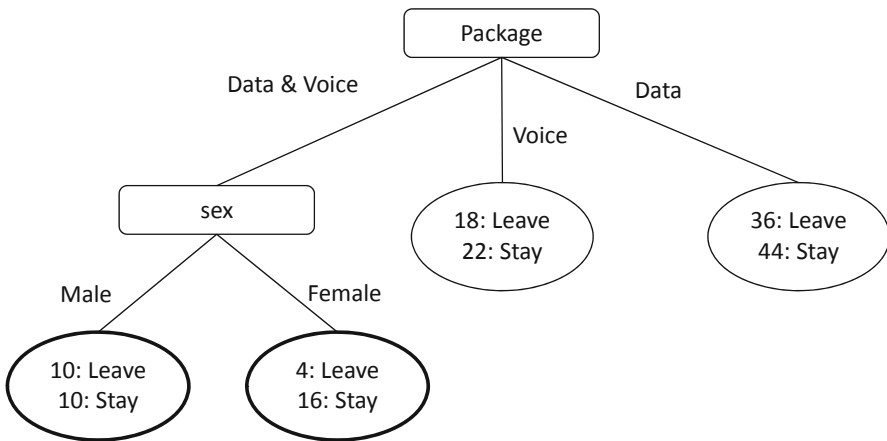 Package
Data & Voice
Voice
Data
sex
18: Leave
22: Stay
36: Leave
44: Stay
Male
Female
10: Leave
10: Stay
4: Leave
16: Stay